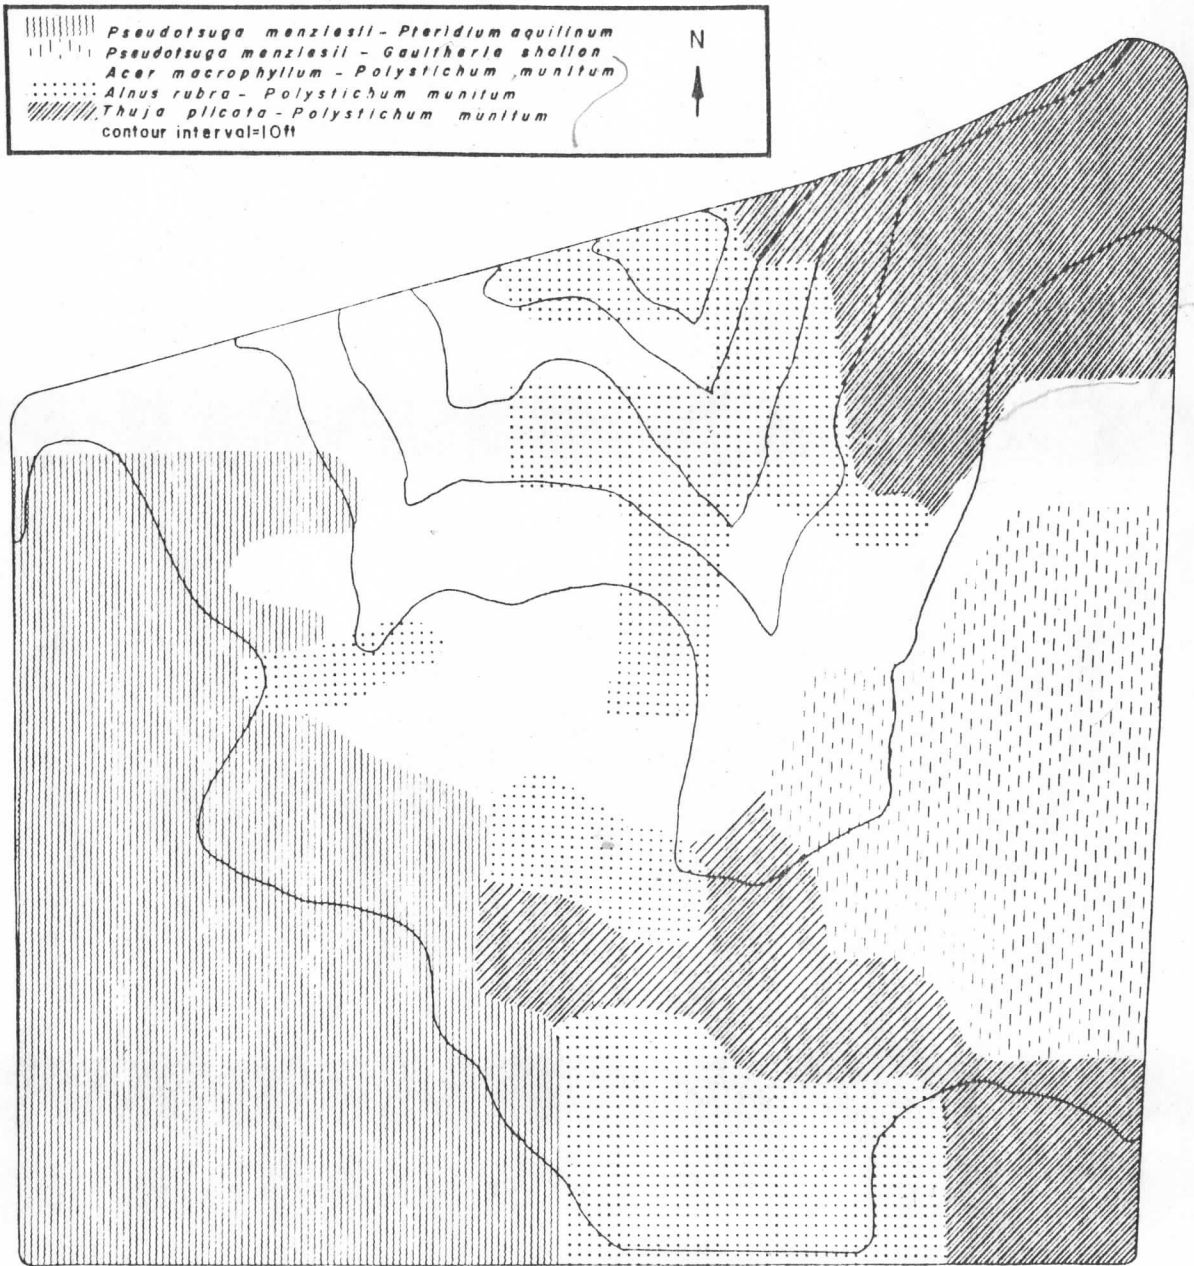 Pseudotsuga menziesii - Pteridium aquilinum
Pseudotsuga menziesii - Gaultheria shallon
Acer macrophyllum - Polystichum munitum
Alnus rubra - Polystichum munitum
Thuja plicata - Polystichum munitum
contour interval=10ft
N